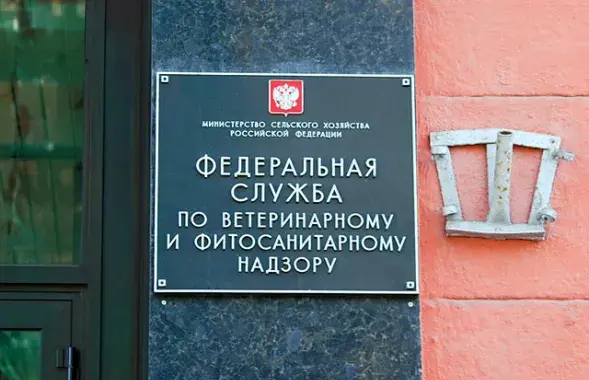 МИНИСТЕРСТВО СЕЛЬСКОГО ХОЗЯЙСТВА
РОССИЙСКОЙ ФЕДЕРАЦИИ
ФЕДЕРАЛЬНАЯ
СЛУЖБА
ПО ВЕТЕРИНАРНОМУ
И ФИТОСАНИТАРНОМУ
НАДЗОРУ